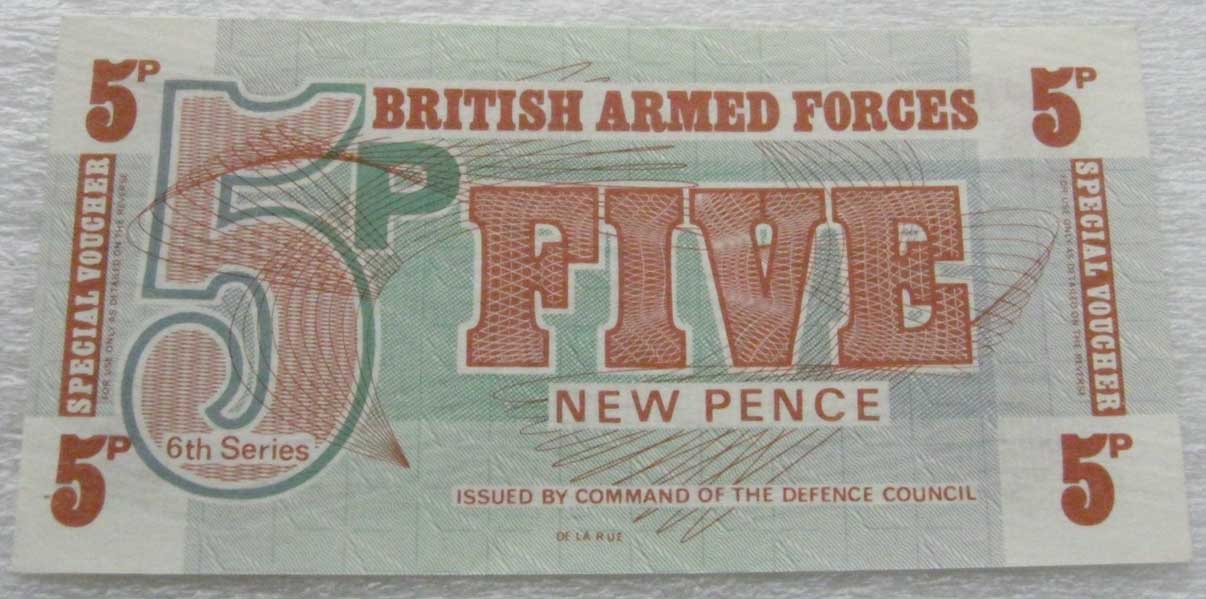 5P
BRITISH ARMED FORCES
5P
SPECIAL VOUCHER
FOR USE ONLY AS DETAILED ON THE REVERSE
5P
FIVE
NEW PENCE
6th Series
ISSUED BY COMMAND OF THE DEFENCE COUNCIL
DE LA RUE
SPECIAL VOUCHER
FOR USE ONLY AS DETAILED ON THE REVERSE
5P
5P